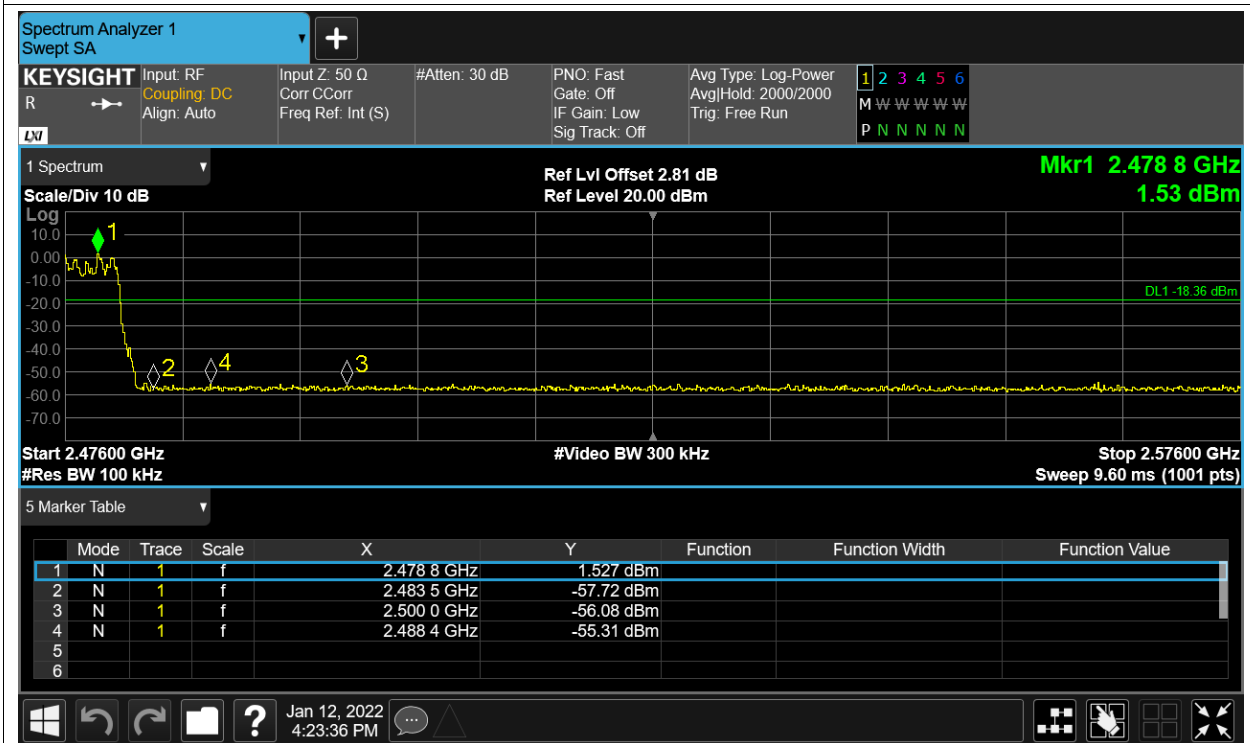 Spectrum Analyzer 1
Swept SA
KEYSIGHT Input: RF Input Z: 50 Ω #Atten: 30 dB PNO: Fast Avg Type: Log-Power 1 2 3 4 5 6
R Coupling: DC Corr CCorr Gate: Off Avg|Hold: 2000/2000 M W W W W W
Align: Auto Freq Ref: Int (S) IF Gain: Low Trig: Free Run
LXI Sig Track: Off P N N N N N
1 Spectrum Ref Lvl Offset 2.81 dB Mkr1 2.478 8 GHz
Scale/Div 10 dB Ref Level 20.00 dBm 1.53 dBm
Log
10.0 1
0.00
-10.0
DL1 -18.36 dBm
-20.0
-30.0
-40.0
-50.0 2 4 3
-60.0
-70.0
Start 2.47600 GHz #Video BW 300 kHz Stop 2.57600 GHz
#Res BW 100 kHz Sweep 9.60 ms (1001 pts)
5 Marker Table
Mode Trace Scale X Y Function Function Width Function Value
1 N 1 f 2.478 8 GHz 1.527 dBm
2 N 1 f 2.483 5 GHz -57.72 dBm
3 N 1 f 2.500 0 GHz -56.08 dBm
4 N 1 f 2.488 4 GHz -55.31 dBm
5
6
? Jan 12, 2022
4:23:36 PM